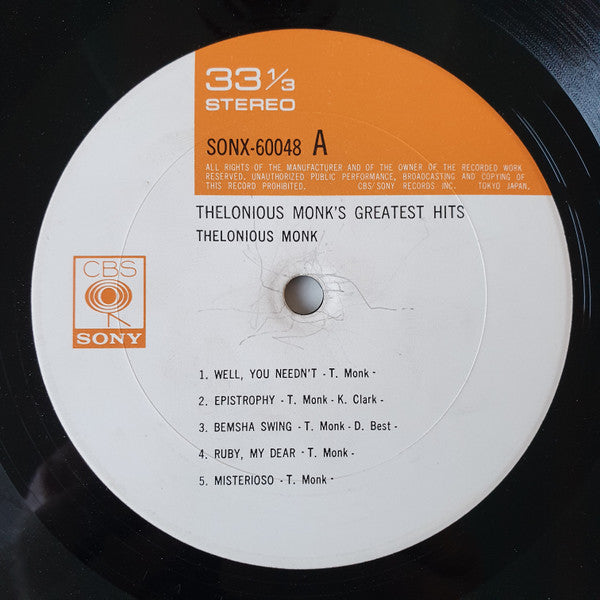 33 1/3
STEREO
SONX-60048 A
ALL RIGHTS OF THE MANUFACTURER AND OF THE OWNER OF THE RECORDED WORK
RESERVED. UNAUTHORIZED PUBLIC PERFORMANCE, BROADCASTING AND COPYING OF
THIS RECORD PROHIBITED. CBS/SONY RECORDS INC. TOKYO JAPAN.
THELONIOUS MONK'S GREATEST HITS
THELONIOUS MONK
CBS
SONY
1. WELL, YOU NEEDN'T - T. Monk -
2. EPISTROPHY - T. Monk - K. Clark -
3. BEMSHA SWING - T. Monk - D. Best -
4. RUBY, MY DEAR - T. Monk -
5. MISTERIOSO - T. Monk -